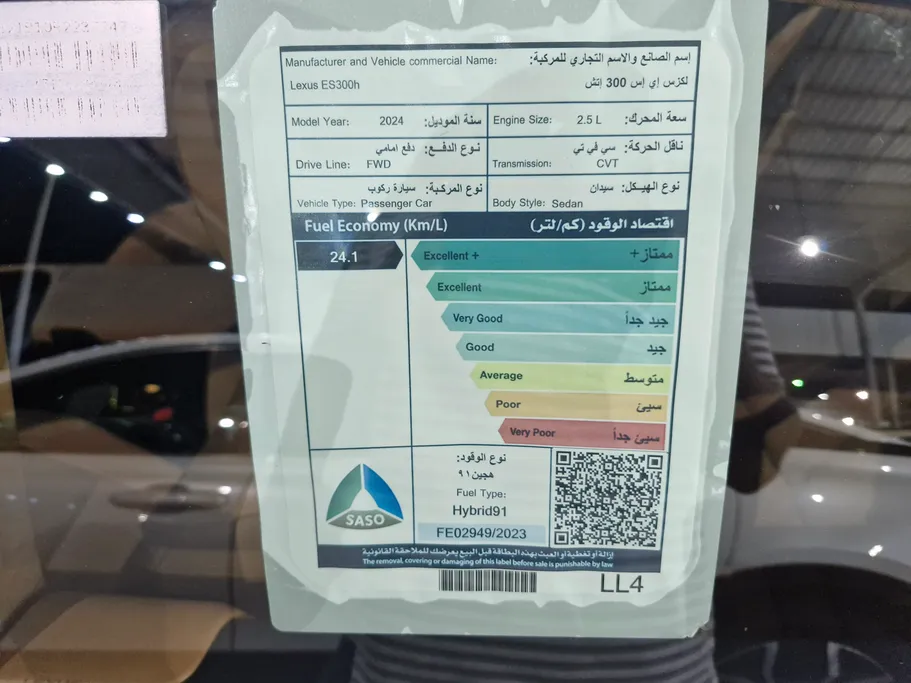 إسم الصانع والاسم التجاري للمركبة: Manufacturer and Vehicle commercial Name:
Lexus ES300h لكزس إي إس 300 إتش
Model Year: 2024 سنة الموديل: Engine Size: 2.5 L سعة المحرك:
نوع الدفع: دفع امامي ناقل الحركة: سي في تي
Drive Line: FWD Transmission: CVT
نوع المركبة: سيارة ركوب نوع الهيكل: سيدان
Vehicle Type: Passenger Car Body Style: Sedan
Fuel Economy (Km/L) اقتصاد الوقود (كم/لتر)
24.1 Excellent + ممتاز +
Excellent ممتاز
Very Good جيد جداً
Good جيد
Average متوسط
Poor سيئ
Very Poor سيئ جداً
نوع الوقود:
هجين ٩١
Fuel Type:
Hybrid91
SASO
FE02949/2023
إزالة أو تغطية أو العبث بهذه البطاقة قبل البيع يعرضك للملاحقة القانونية
The removal, covering or damaging of this label before sale is punishable by law
LL4